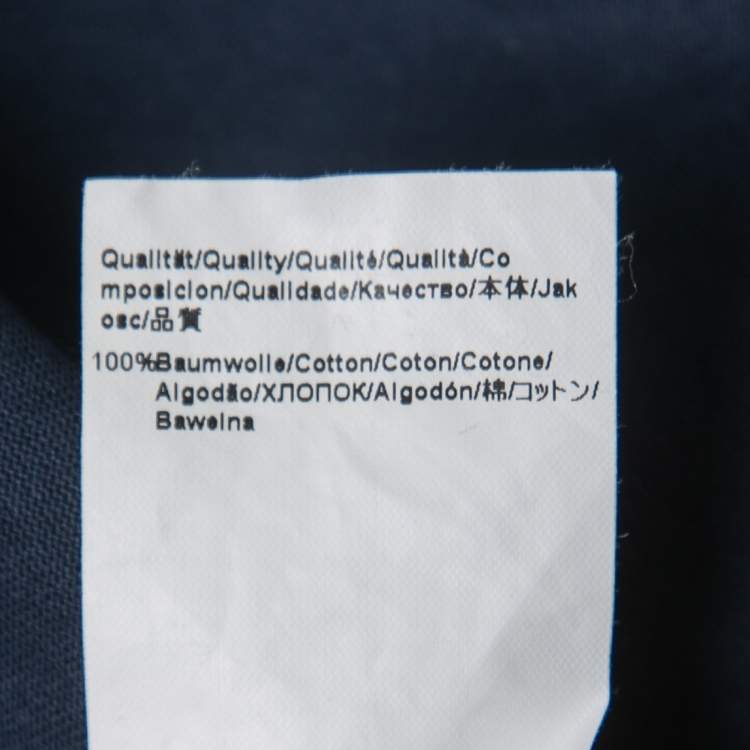 Qualität/Quality/Qualité/Qualità/Co
mposicion/Qualidade/Качество/本体/Jak
osc/品質
100%Baumwolle/Cotton/Coton/Cotone/
Algodão/ХЛОПОК/Algodón/棉/コットン/
Bawelna